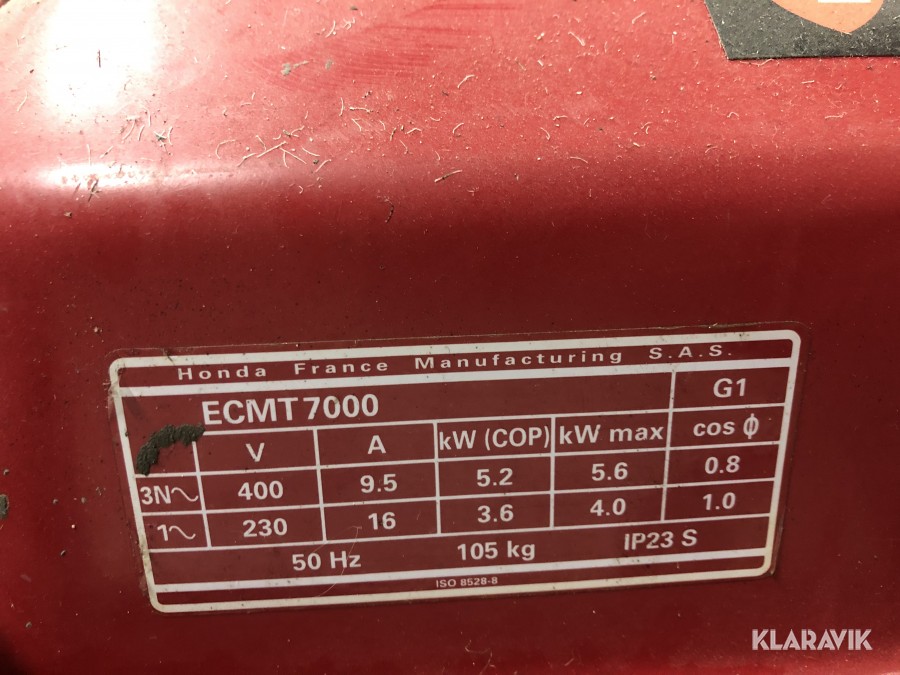 Honda France Manufacturing S.A.S.
ECMT7000 G1
V A kW (COP) kW max cos ϕ
3N~ 400 9.5 5.2 5.6 0.8
1~ 230 16 3.6 4.0 1.0
50 Hz 105 kg IP23 S
ISO 8528-8
KLARAVIK